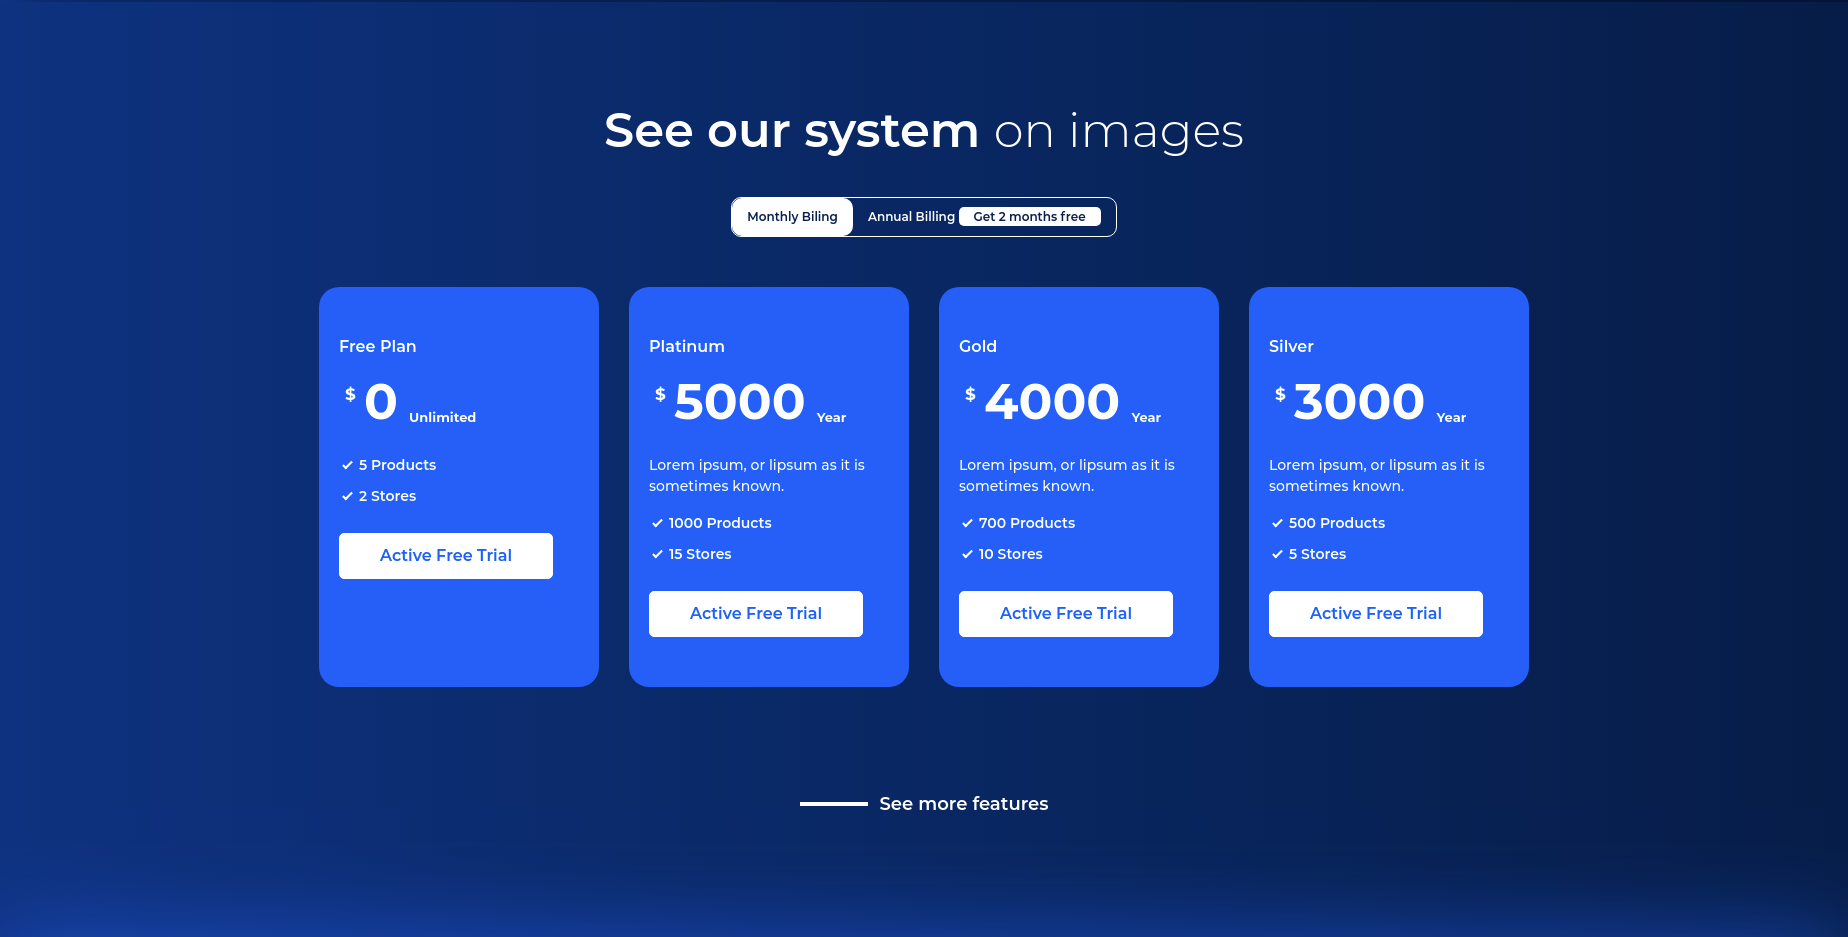 See our system on images
Monthly Biling Annual Billing Get 2 months free
Free Plan
$ 0 Unlimited
5 Products
2 Stores
Active Free Trial
Platinum
$ 5000 Year
Lorem ipsum, or lipsum as it is
sometimes known.
1000 Products
15 Stores
Active Free Trial
Gold
$ 4000 Year
Lorem ipsum, or lipsum as it is
sometimes known.
700 Products
10 Stores
Active Free Trial
Silver
$ 3000 Year
Lorem ipsum, or lipsum as it is
sometimes known.
500 Products
5 Stores
Active Free Trial
See more features